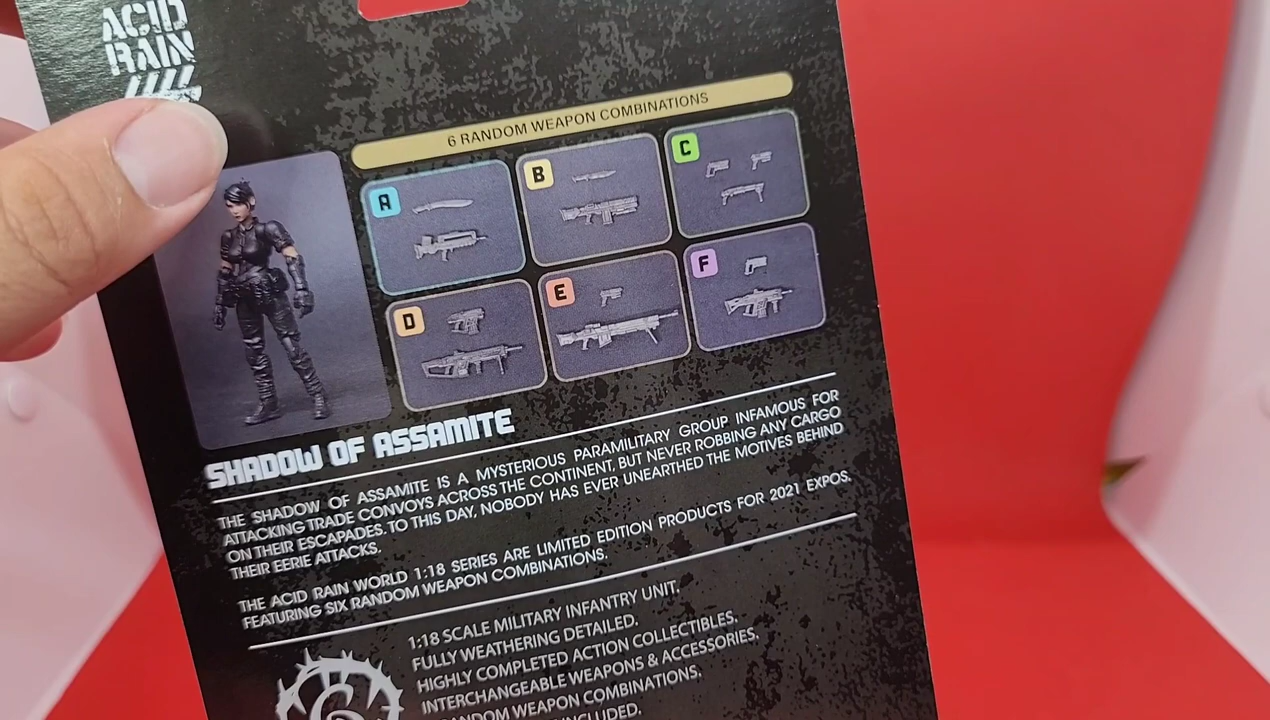 ACID
RAIN
6 RANDOM WEAPON COMBINATIONS
A
B
C
D
E
F
SHADOW OF ASSAMITE
THE SHADOW OF ASSAMITE IS A MYSTERIOUS PARAMILITARY GROUP INFAMOUS FOR
ATTACKING TRADE CONVOYS ACROSS THE CONTINENT, BUT NEVER ROBBING ANY CARGO
ON THEIR ESCAPADES. TO THIS DAY, NOBODY HAS EVER UNEARTHED THE MOTIVES BEHIND
THEIR EERIE ATTACKS.
THE ACID RAIN WORLD 1:18 SERIES ARE LIMITED EDITION PRODUCTS FOR 2021 EXPOS,
FEATURING SIX RANDOM WEAPON COMBINATIONS.
1:18 SCALE MILITARY INFANTRY UNIT.
FULLY WEATHERING DETAILED.
HIGHLY COMPLETED ACTION COLLECTIBLES.
INTERCHANGEABLE WEAPONS & ACCESSORIES.
RANDOM WEAPON COMBINATIONS.
INCLUDED.